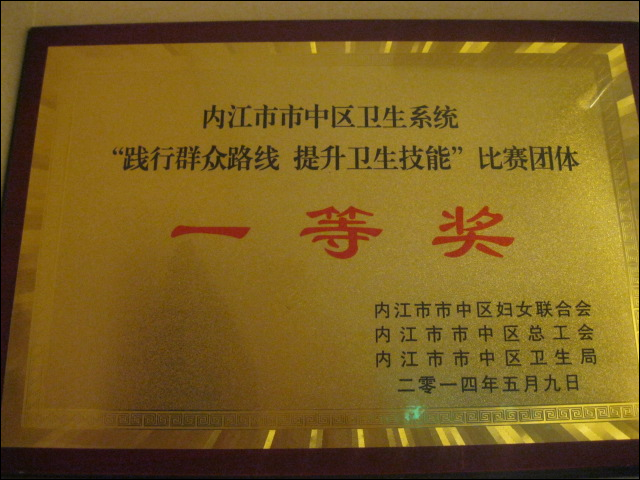 内江市市中区卫生系统
“践行群众路线 提升卫生技能”比赛团体
一等奖
内江市市中区妇女联合会
内江市市中区总工会
内江市市中区卫生局
二零一四年五月九日